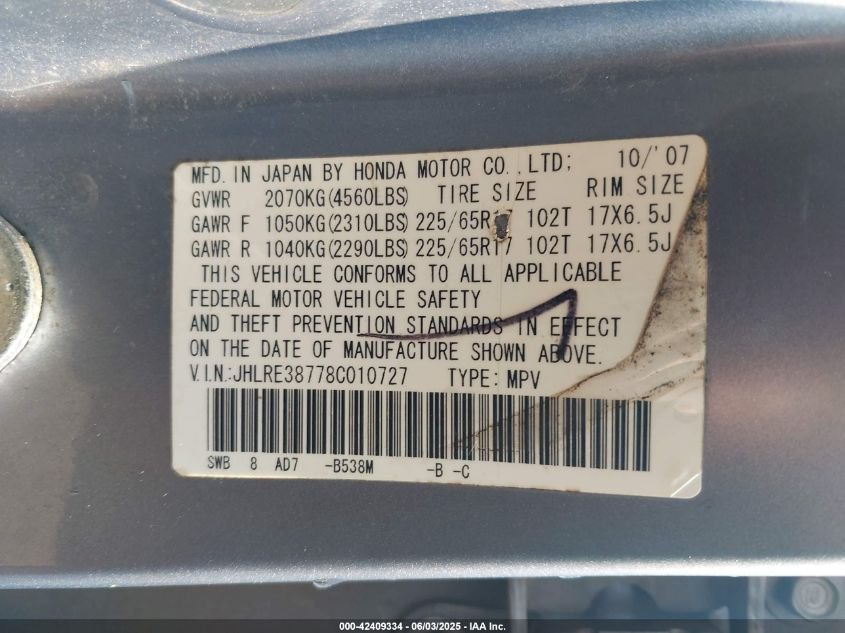 MFD. IN JAPAN BY HONDA MOTOR CO., LTD; 10/'07
GVWR 2070KG(4560LBS) TIRE SIZE RIM SIZE
GAWR F 1050KG(2310LBS) 225/65R17 102T 17X6.5J
GAWR R 1040KG(2290LBS) 225/65R17 102T 17X6.5J
THIS VEHICLE CONFORMS TO ALL APPLICABLE
FEDERAL MOTOR VEHICLE SAFETY
AND THEFT PREVENTION STANDARDS IN EFFECT
ON THE DATE OF MANUFACTURE SHOWN ABOVE.
V.I.N.:JHLRE38778C010727 TYPE: MPV
SWB 8 AD7 -B538M -B -C
000-42409334 - 06/03/2025 - IAA Inc.